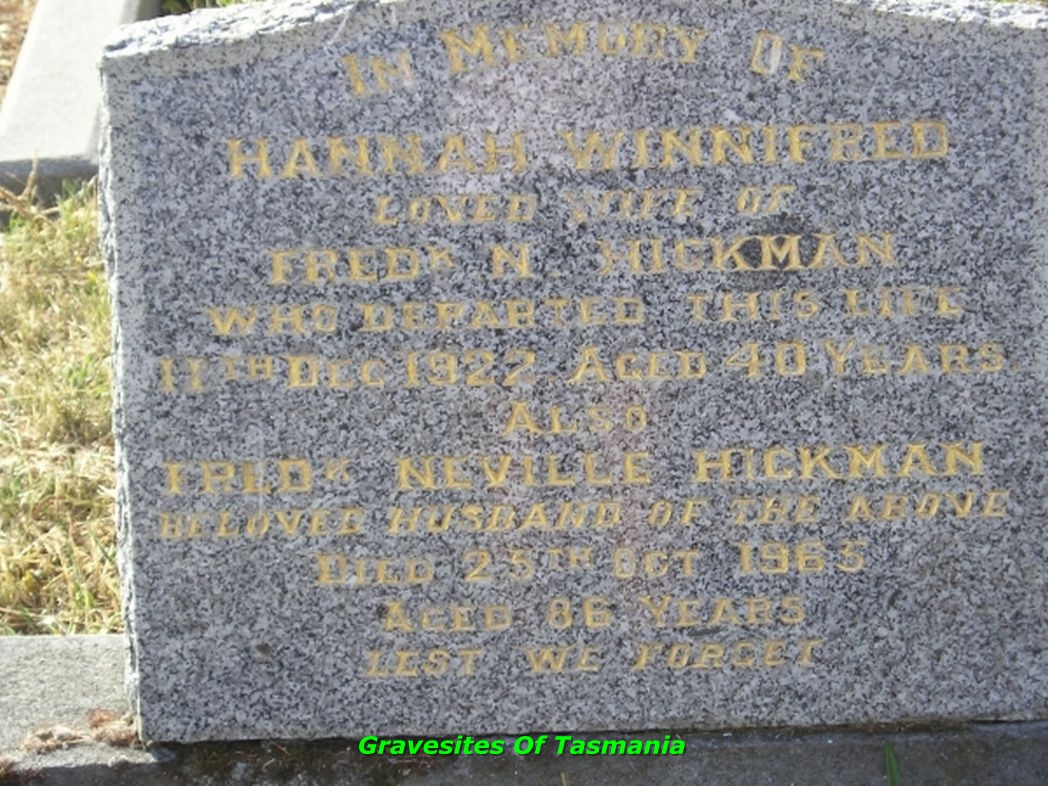 In Memory Of
HANNAH WINNIFRED
LOVED WIFE OF
FREDK N. HICKMAN
WHO DEPARTED THIS LIFE
11TH DEC 1922. AGED 40 YEARS.
ALSO
FREDK NEVILLE HICKMAN
BELOVED HUSBAND OF THE ABOVE
DIED 25TH OCT 1965
AGED 86 YEARS
LEST WE FORGET
Gravesites Of Tasmania